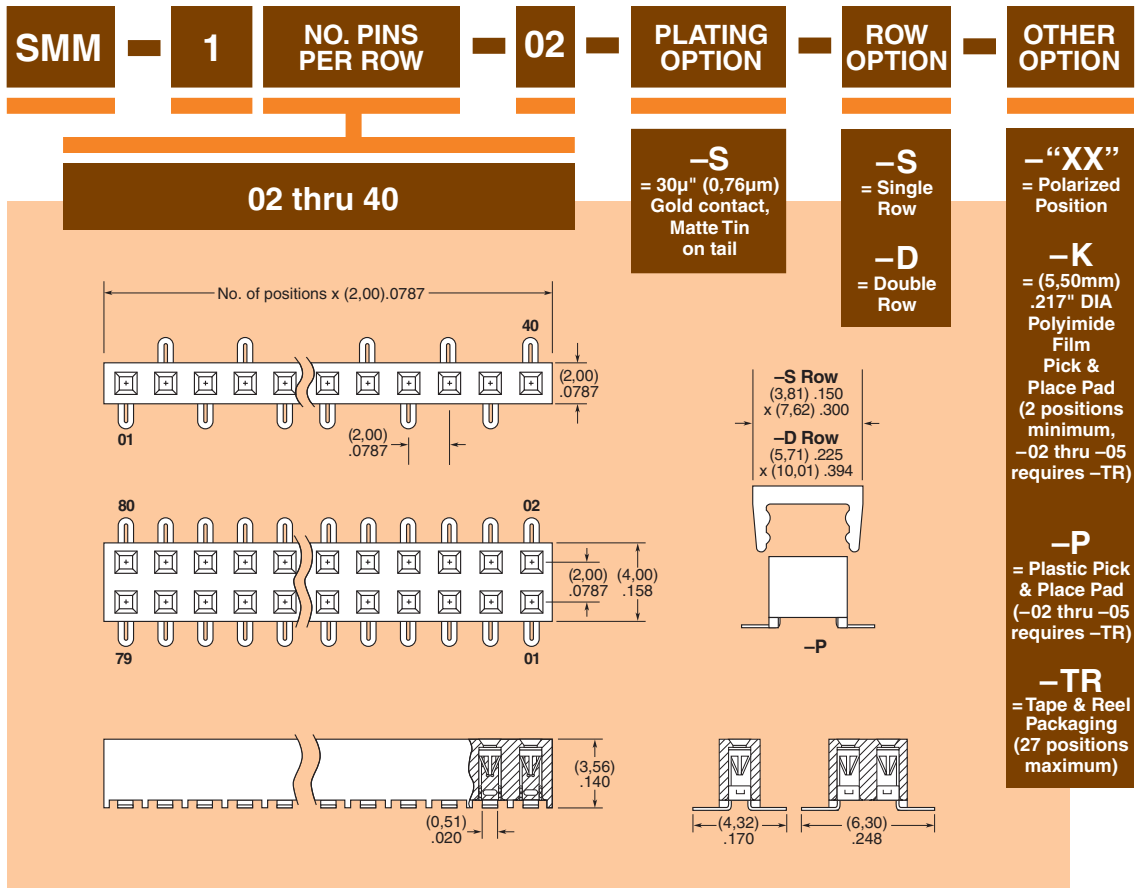 SMM – 1 NO. PINS PER ROW – 02 – PLATING OPTION – ROW OPTION – OTHER OPTION
02 thru 40
–S
= 30µ" (0,76µm)
Gold contact,
Matte Tin
on tail
–S
= Single
Row
–D
= Double
Row
–“XX”
= Polarized
Position
–K
= (5,50mm)
.217" DIA
Polyimide
Film
Pick &
Place Pad
(2 positions
minimum,
–02 thru –05
requires –TR)
–P
= Plastic Pick
& Place Pad
(–02 thru –05
requires –TR)
–TR
= Tape & Reel
Packaging
(27 positions
maximum)
No. of positions x (2,00).0787
40
(2,00)
.0787
01
(2,00)
.0787
80
02
(2,00)
.0787
(4,00)
.158
79
01
–S Row
(3,81) .150
x (7,62) .300
–D Row
(5,71) .225
x (10,01) .394
–P
(3,56)
.140
(0,51)
.020
(4,32)
.170
(6,30)
.248